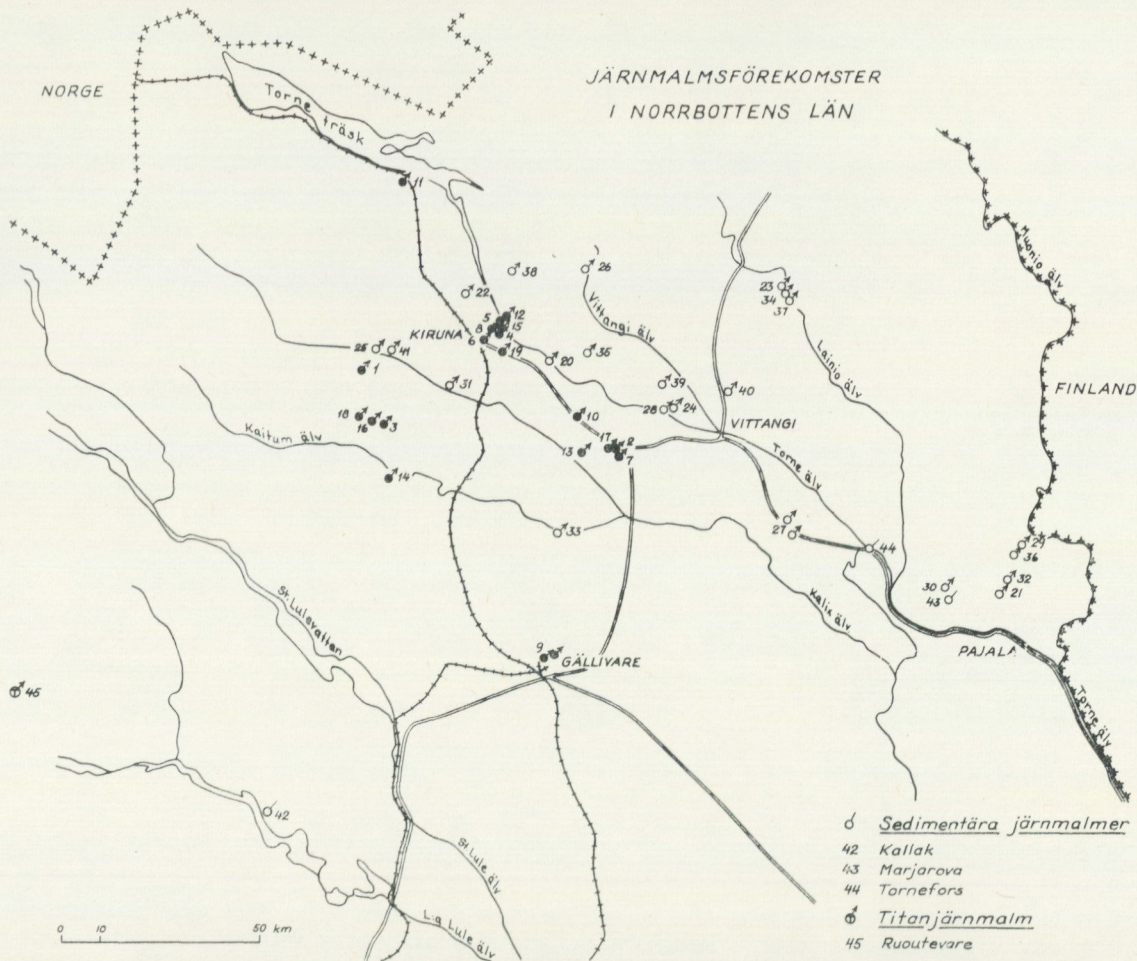 JÄRNMALMSFÖREKOMSTER
I NORRBOTTENS LÄN
NORGE
Torne träsk
11
38
26
22
23
34
37
Muonio älv
Vittangi älv
5
12
8
15
4
KIRUNA
6
19
20
35
Lainio älv
FINLAND
25
41
1
31
39
40
28
24
18
16
3
10
VITTANGI
Kaitum älv
17
2
13
7
14
Torne älv
27
33
44
29
36
32
30
21
43
Kalix älv
St. Lulevatten
9
GÄLLIVARE
PAJALA
45
Torne älv
42
St Lule älv
L:a Lule älv
Sedimentära järnmalmer
42 Kallak
43 Marjarova
44 Tornefors
Titanjärnmalm
45 Ruoutevare
0 10 50 km